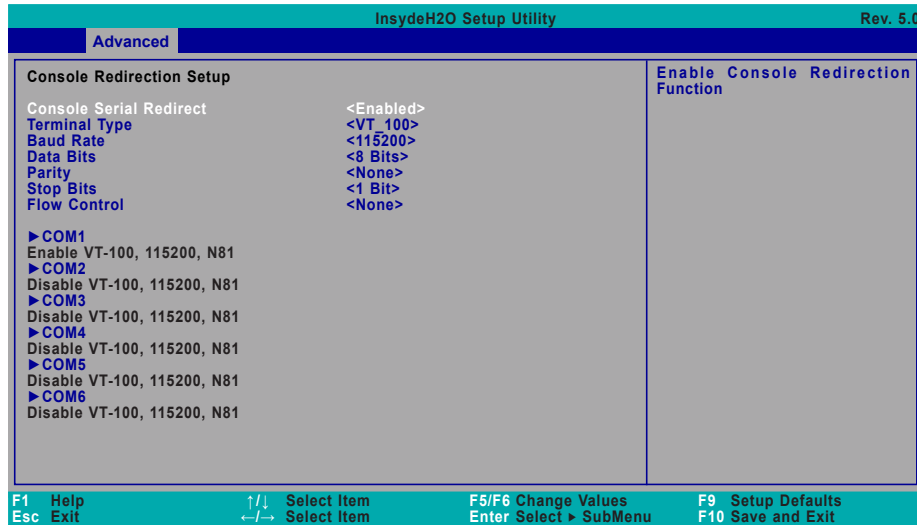 InsydeH2O Setup Utility Rev. 5.0
Advanced
Console Redirection Setup
Console Serial Redirect <Enabled>
Terminal Type <VT_100>
Baud Rate <115200>
Data Bits <8 Bits>
Parity <None>
Stop Bits <1 Bit>
Flow Control <None>
►COM1
Enable VT-100, 115200, N81
►COM2
Disable VT-100, 115200, N81
►COM3
Disable VT-100, 115200, N81
►COM4
Disable VT-100, 115200, N81
►COM5
Disable VT-100, 115200, N81
►COM6
Disable VT-100, 115200, N81
Enable Console Redirection
Function
F1 Help ↑/↓ Select Item F5/F6 Change Values F9 Setup Defaults
Esc Exit ←/→ Select Item Enter Select ► SubMenu F10 Save and Exit